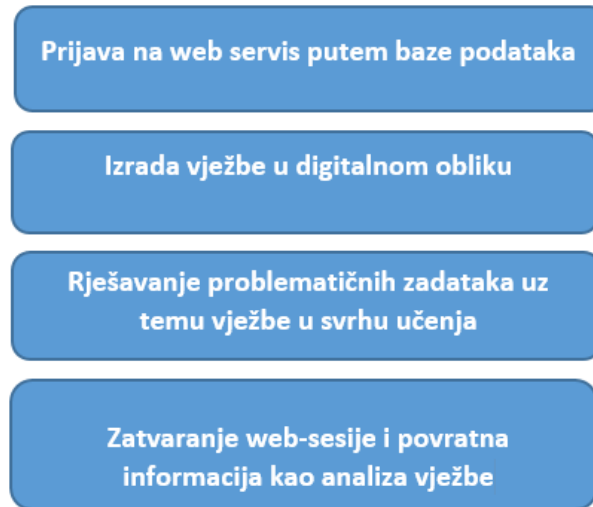 Prijava na web servis putem baze podataka
Izrada vježbe u digitalnom obliku
Rješavanje problematičnih zadataka uz
temu vježbe u svrhu učenja
Zatvaranje web-sesije i povratna
informacija kao analiza vježbe